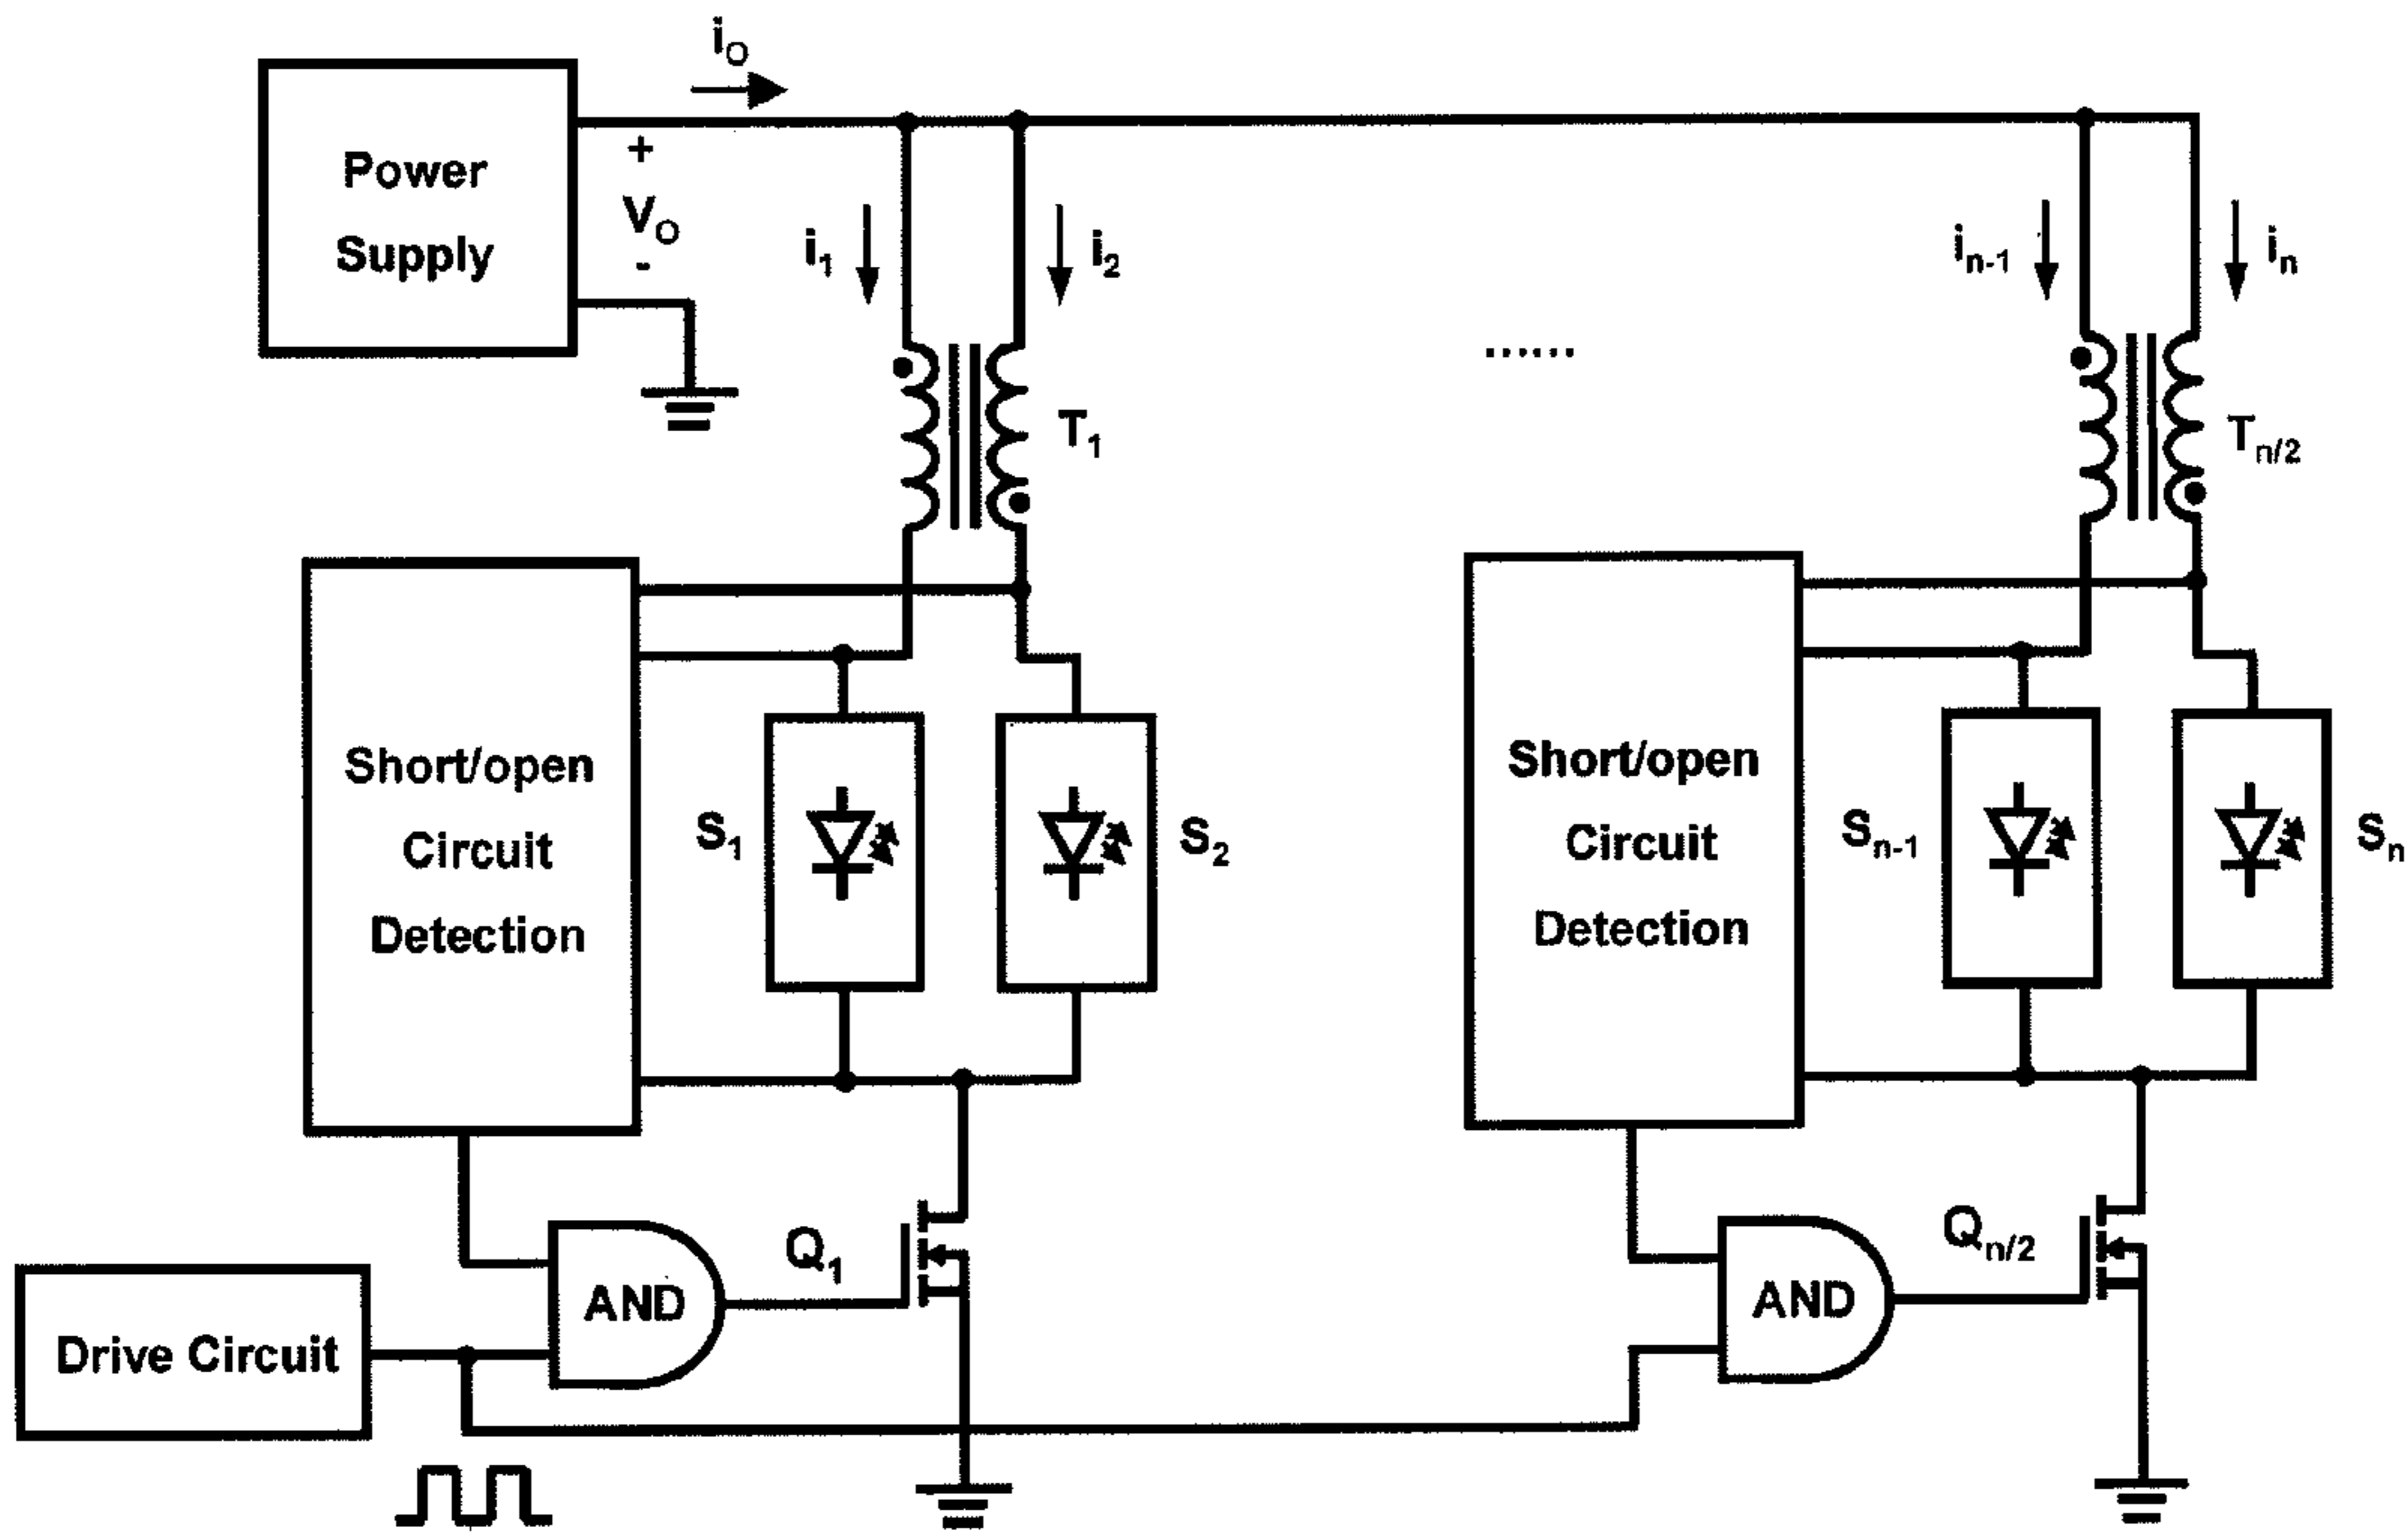 iO
Power
Supply
+
VO
-
i1
i2
in-1
in
......
T1
Tn/2
Short/open
Circuit
Detection
S1
S2
Short/open
Circuit
Detection
Sn-1
Sn
Q1
AND
Drive Circuit
Qn/2
AND